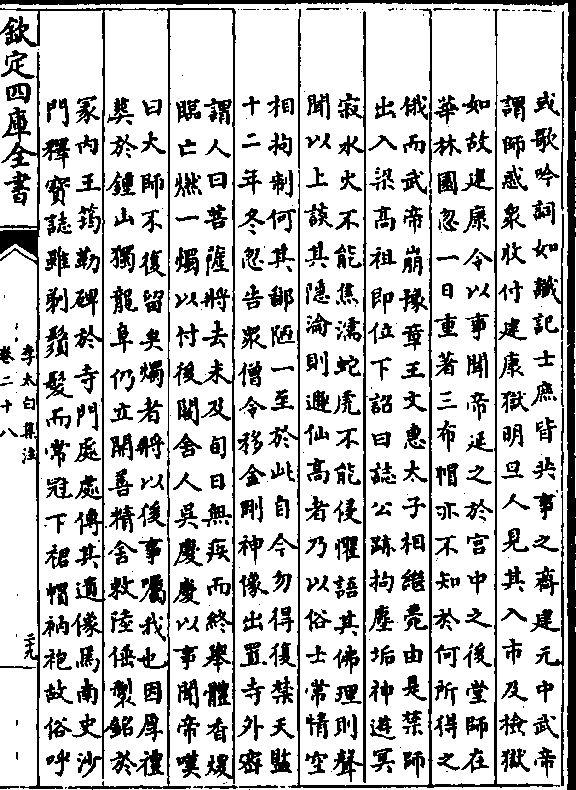 或歌吟詞如讖記士庶皆共事之齊建元中武帝
謂師惑衆收付建康獄明旦人見其入市及檢獄
如故建康令以事聞帝延之於宮中之後堂師在
華林園忽一日重著三布帽亦不知於何所得之
俄而武帝崩豫章王文惠太子相繼薨由是禁師
出入梁髙祖即位下詔曰誌公跡拘塵垢神遊冥
寂水火不能焦濡蛇虎不能侵懼語其佛理則聲
聞以上談其隱淪則遯仙髙者乃以俗士常情空
相拘制何其鄙陋一至於此自今勿得復禁天監
十二年冬忽告衆僧令移金剛神像出置寺外宻
謂人曰菩薩將去未及旬日無疾而終舉體香煖
臨亡燃一燭以付後閣舍人吳慶慶以事聞帝嘆
曰大師不復留矣燭者將以後事囑我也因厚禮
塟於鍾山獨龍阜仍立開善精舍敕陸倕製銘於
冢内王筠勒碑於寺門處處傳其遺像焉南史沙
門釋寶誌雖剃鬚髮而常冠下裙帽衲袍故俗呼
欽定四庫全書
李太白集注
卷二十八
二九